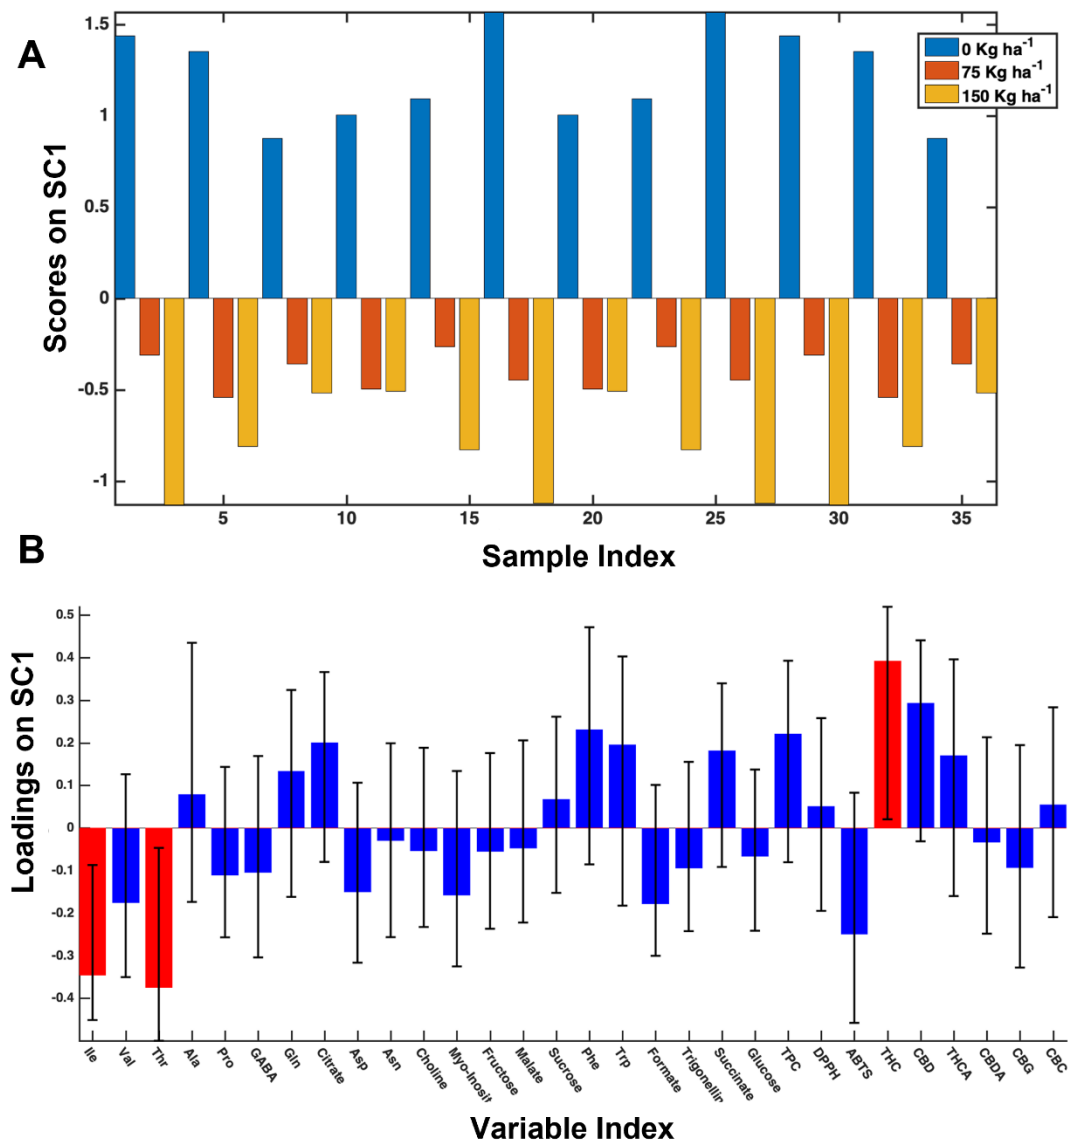 A
Scores on SC1
1.5
1
0.5
0
-0.5
-1
0 Kg ha-1
75 Kg ha-1
150 Kg ha-1
5 10 15 20 25 30 35
Sample Index
B
Loadings on SC1
0.5
0.4
0.3
0.2
0.1
0
-0.1
-0.2
-0.3
-0.4
Ile
Val
Thr
Ala
Pro
GABA
Gln
Citrate
Asp
Asn
Choline
Myo-Inosit
Fructose
Malate
Sucrose
Phe
Trp
Formate
Trigonellin
Succinate
Glucose
TPC
DPPH
ABTS
THC
CBD
THCA
CBDA
CBG
CBC
Variable Index